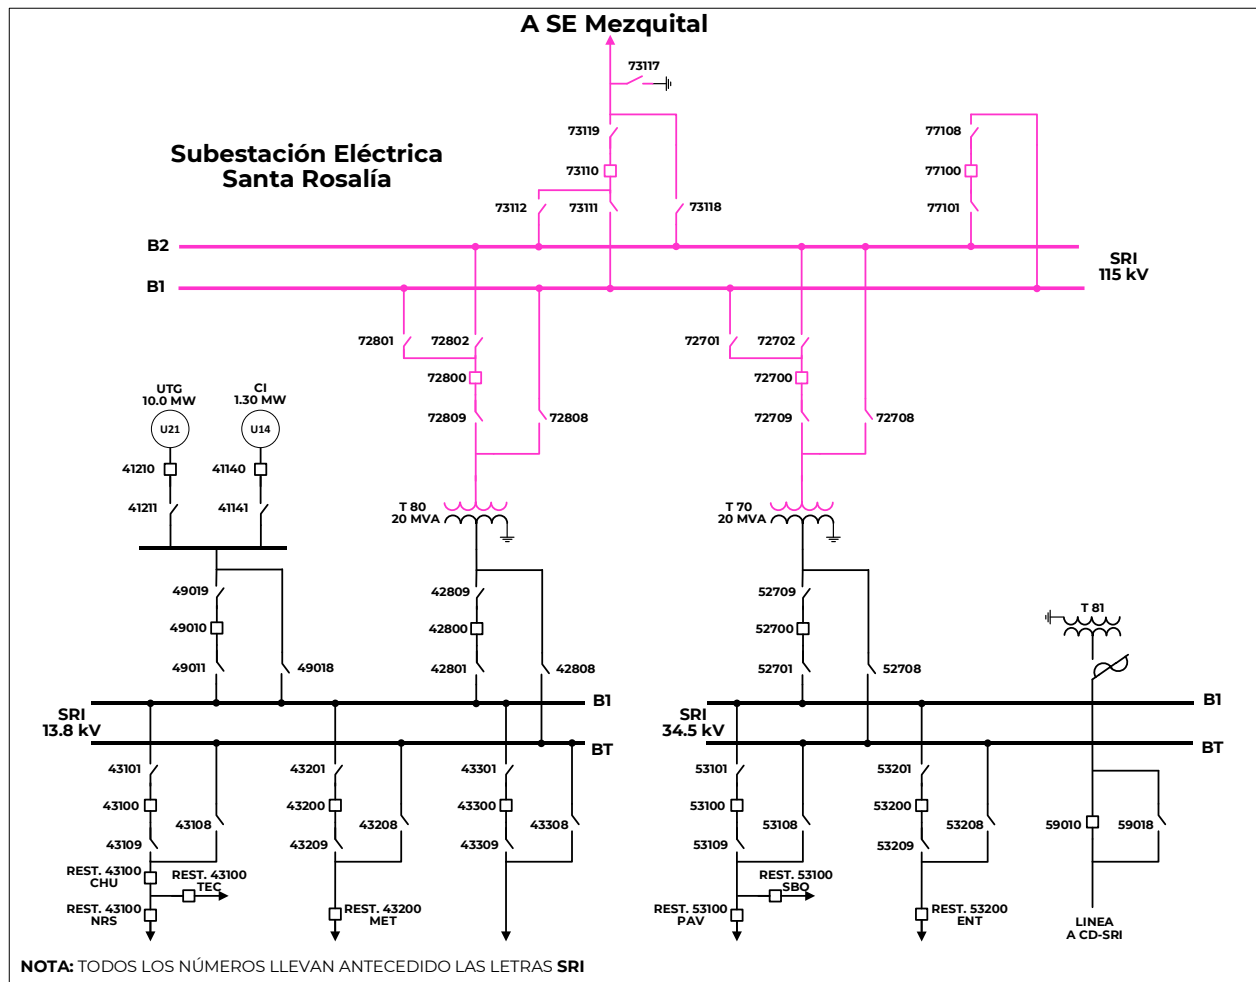 A SE Mezquital
73117
Subestación Eléctrica
Santa Rosalía
73119
73110
73112
73111
73118
77108
77100
77101
B2
B1
SRI
115 kV
72801
72802
72800
72809
72808
72701
72702
72700
72709
72708
UTG
10.0 MW
U21
CI
1.30 MW
U14
41210
41211
41140
41141
T 80
20 MVA
T 70
20 MVA
49019
49010
49011
49018
42809
42800
42801
42808
52709
52700
52701
52708
T 81
SRI
13.8 kV
B1
BT
SRI
34.5 kV
B1
BT
43101
43100
43109
43108
43201
43200
43209
43208
43301
43300
43309
43308
53101
53100
53109
53108
53201
53200
53209
53208
59010
59018
REST. 43100
CHU
REST. 43100
TEC
REST. 43100
NRS
REST. 43200
MET
REST. 53100
SBO
REST. 53100
PAV
REST. 53200
ENT
LINEA
A CD-SRI
NOTA: TODOS LOS NÚMEROS LLEVAN ANTECEDIDO LAS LETRAS SRI